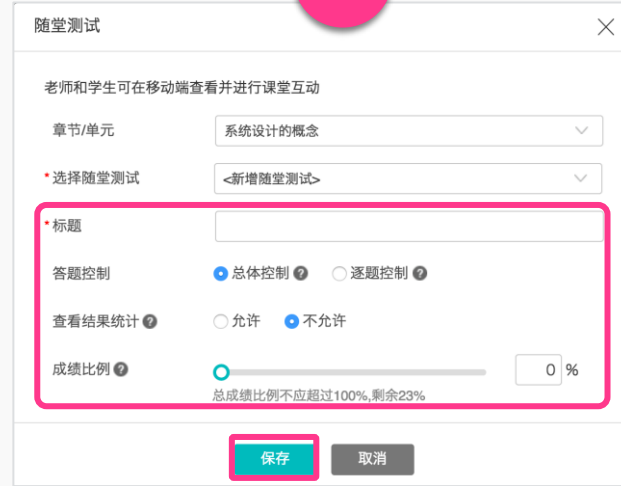 随堂测试
老师和学生可在移动端查看并进行课堂互动
章节/单元 系统设计的概念
*选择随堂测试 <新增随堂测试>
*标题
答题控制 总体控制 ? 逐题控制 ?
查看结果统计 ? 允许 不允许
成绩比例 ? 0 %
总成绩比例不应超过100%,剩余23%
保存 取消